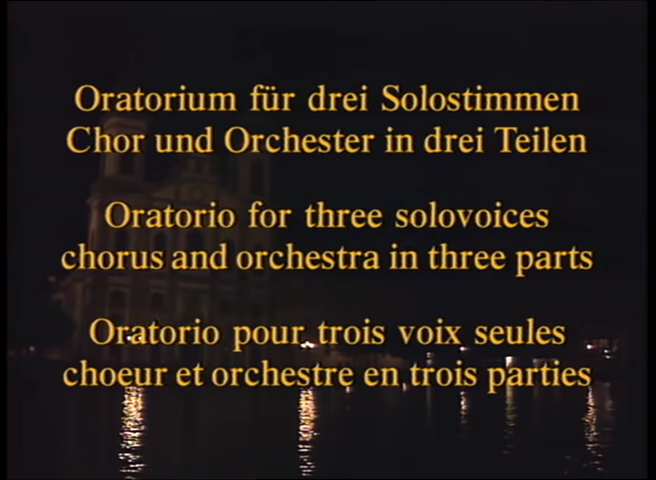 Oratorium für drei Solostimmen
Chor und Orchester in drei Teilen
Oratorio for three solovoices
chorus and orchestra in three parts
Oratorio pour trois voix seules
choeur et orchestre en trois parties